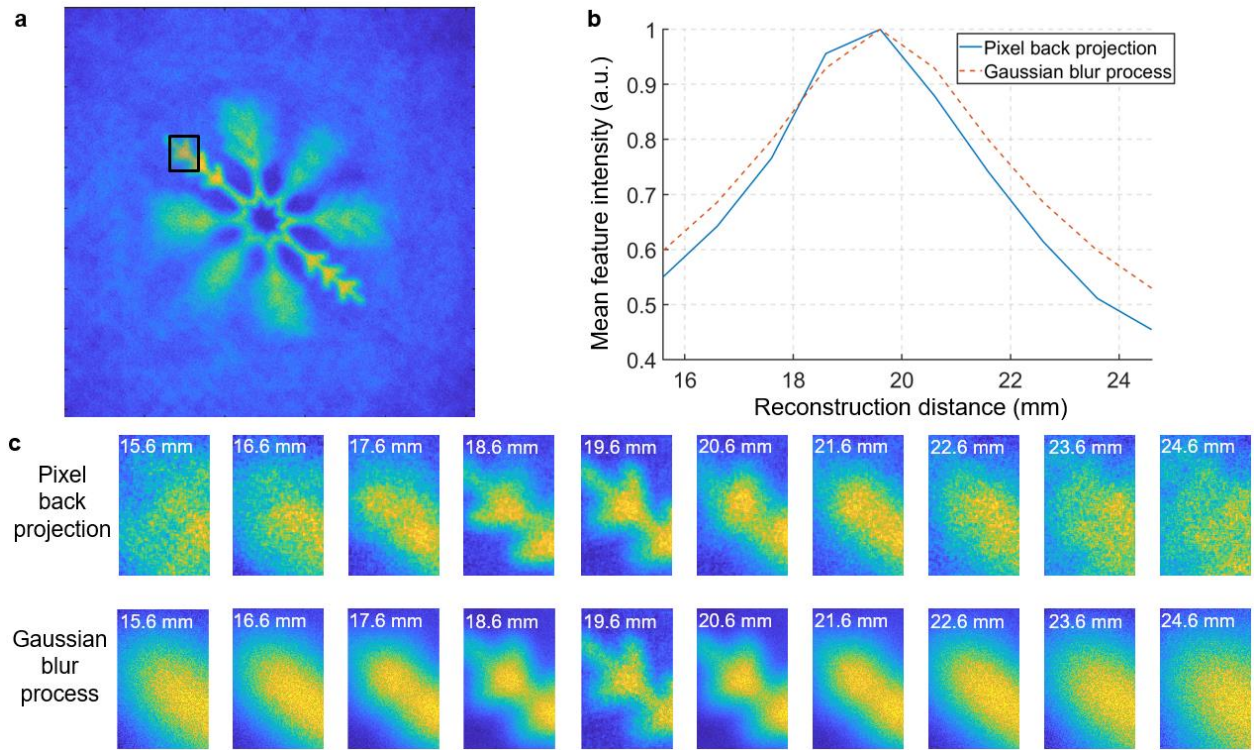 a
b
1
0.9
0.8
0.7
0.6
0.5
0.4
Mean feature intensity (a.u.)
Pixel back projection
Gaussian blur process
16 18 20 22 24
Reconstruction distance (mm)
c
Pixel
back
projection
15.6 mm 16.6 mm 17.6 mm 18.6 mm 19.6 mm 20.6 mm 21.6 mm 22.6 mm 23.6 mm 24.6 mm
Gaussian
blur
process
15.6 mm 16.6 mm 17.6 mm 18.6 mm 19.6 mm 20.6 mm 21.6 mm 22.6 mm 23.6 mm 24.6 mm